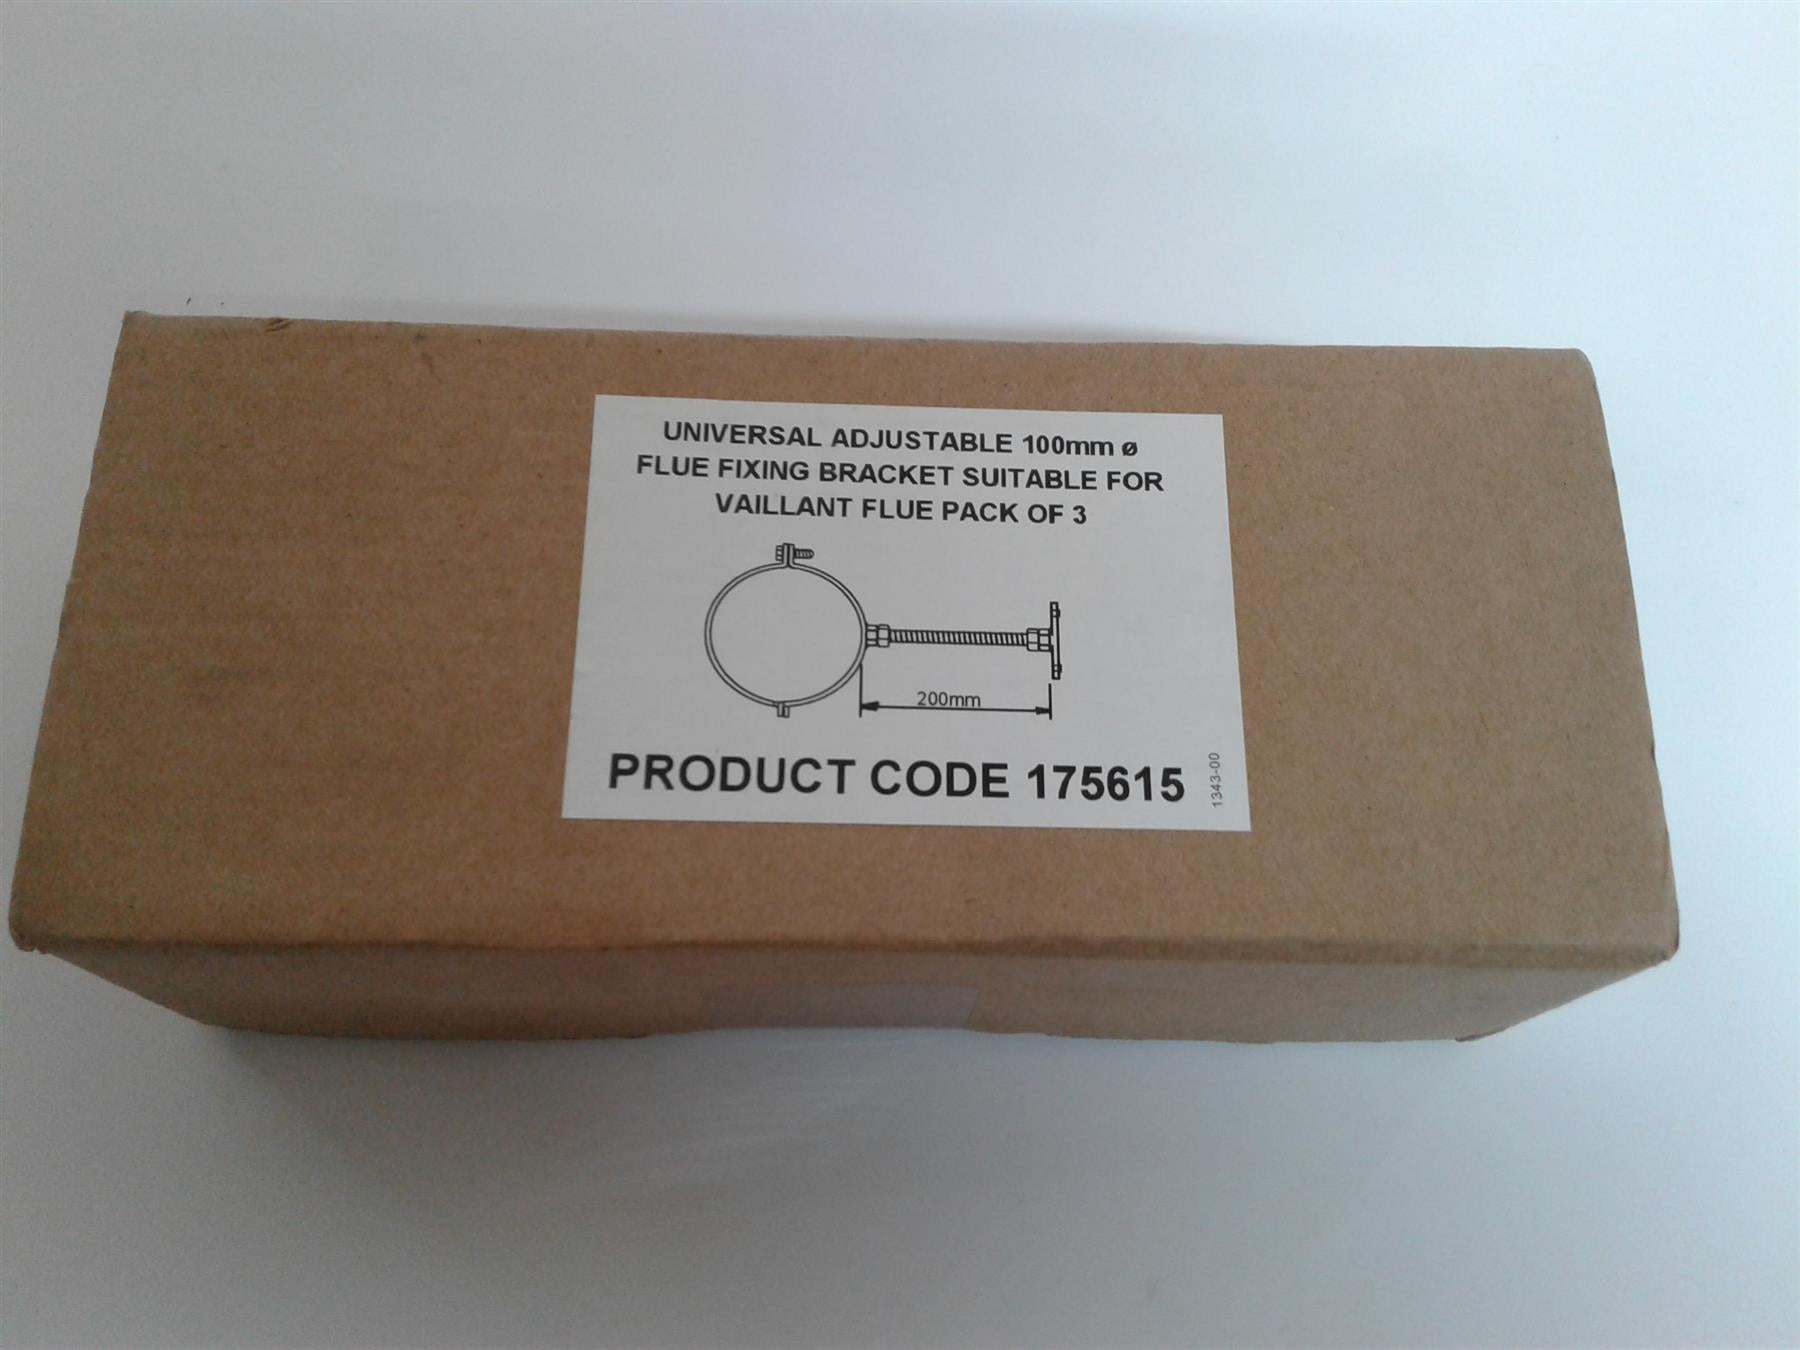 UNIVERSAL ADJUSTABLE 100mm ø
FLUE FIXING BRACKET SUITABLE FOR
VAILLANT FLUE PACK OF 3
200mm
PRODUCT CODE 175615
1343-00